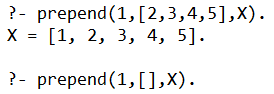 ?- prepend(1,[2,3,4,5],X).
X = [1, 2, 3, 4, 5].
?- prepend(1,[],X).